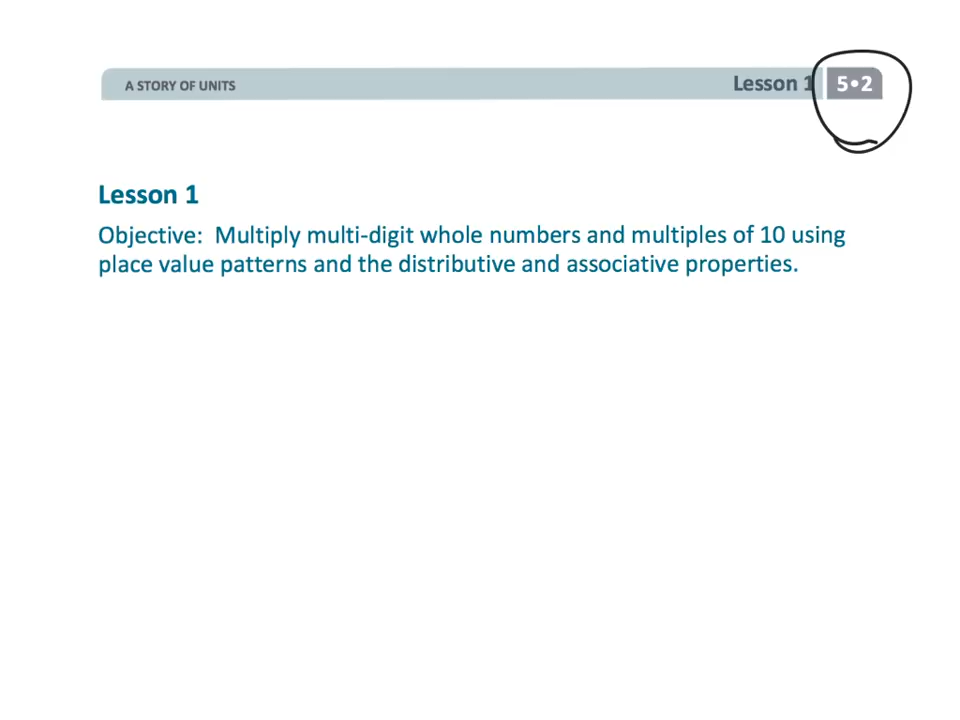 A STORY OF UNITS
Lesson 1 5•2
Lesson 1
Objective: Multiply multi-digit whole numbers and multiples of 10 using
place value patterns and the distributive and associative properties.